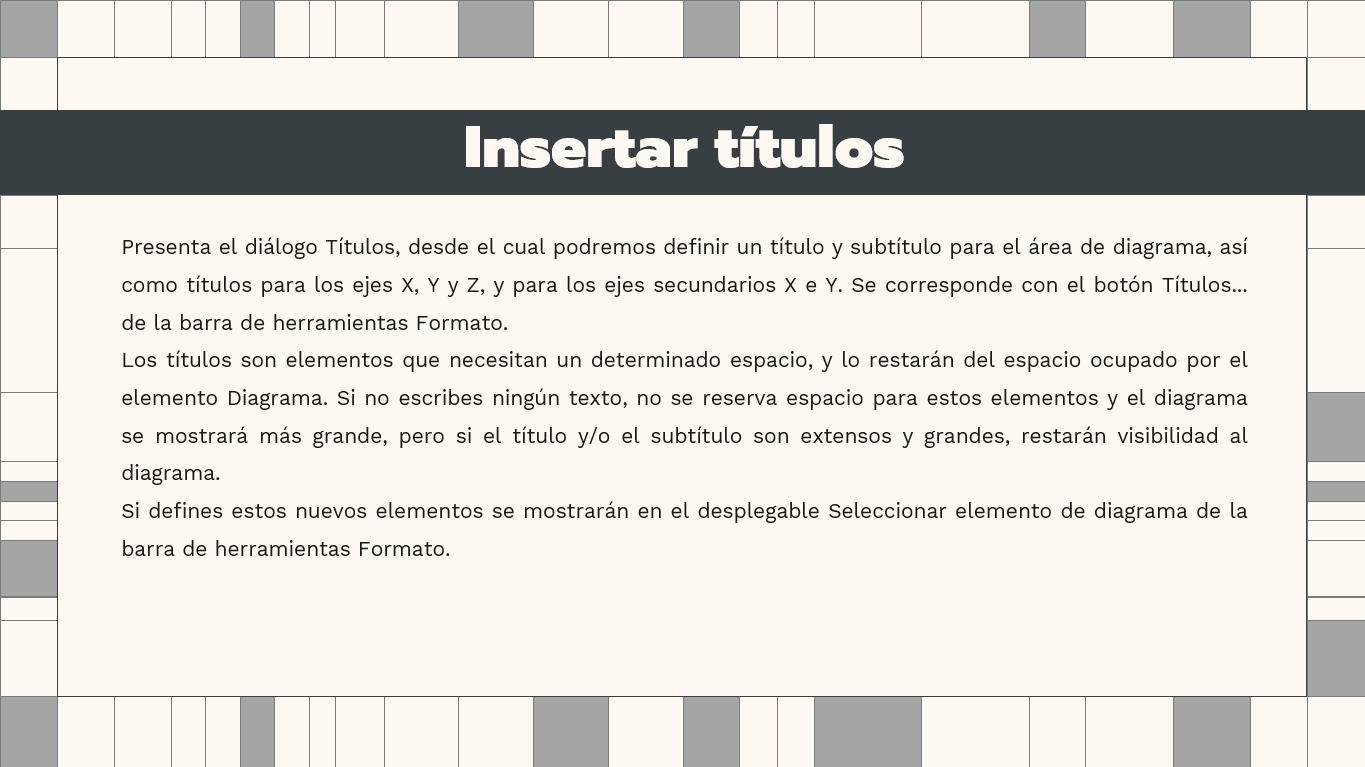 Insertar títulos
Presenta el diálogo Títulos, desde el cual podremos definir un título y subtítulo para el área de diagrama, así
como títulos para los ejes X, Y y Z, y para los ejes secundarios X e Y. Se corresponde con el botón Títulos...
de la barra de herramientas Formato.
Los títulos son elementos que necesitan un determinado espacio, y lo restarán del espacio ocupado por el
elemento Diagrama. Si no escribes ningún texto, no se reserva espacio para estos elementos y el diagrama
se mostrará más grande, pero si el título y/o el subtítulo son extensos y grandes, restarán visibilidad al
diagrama.
Si defines estos nuevos elementos se mostrarán en el desplegable Seleccionar elemento de diagrama de la
barra de herramientas Formato.